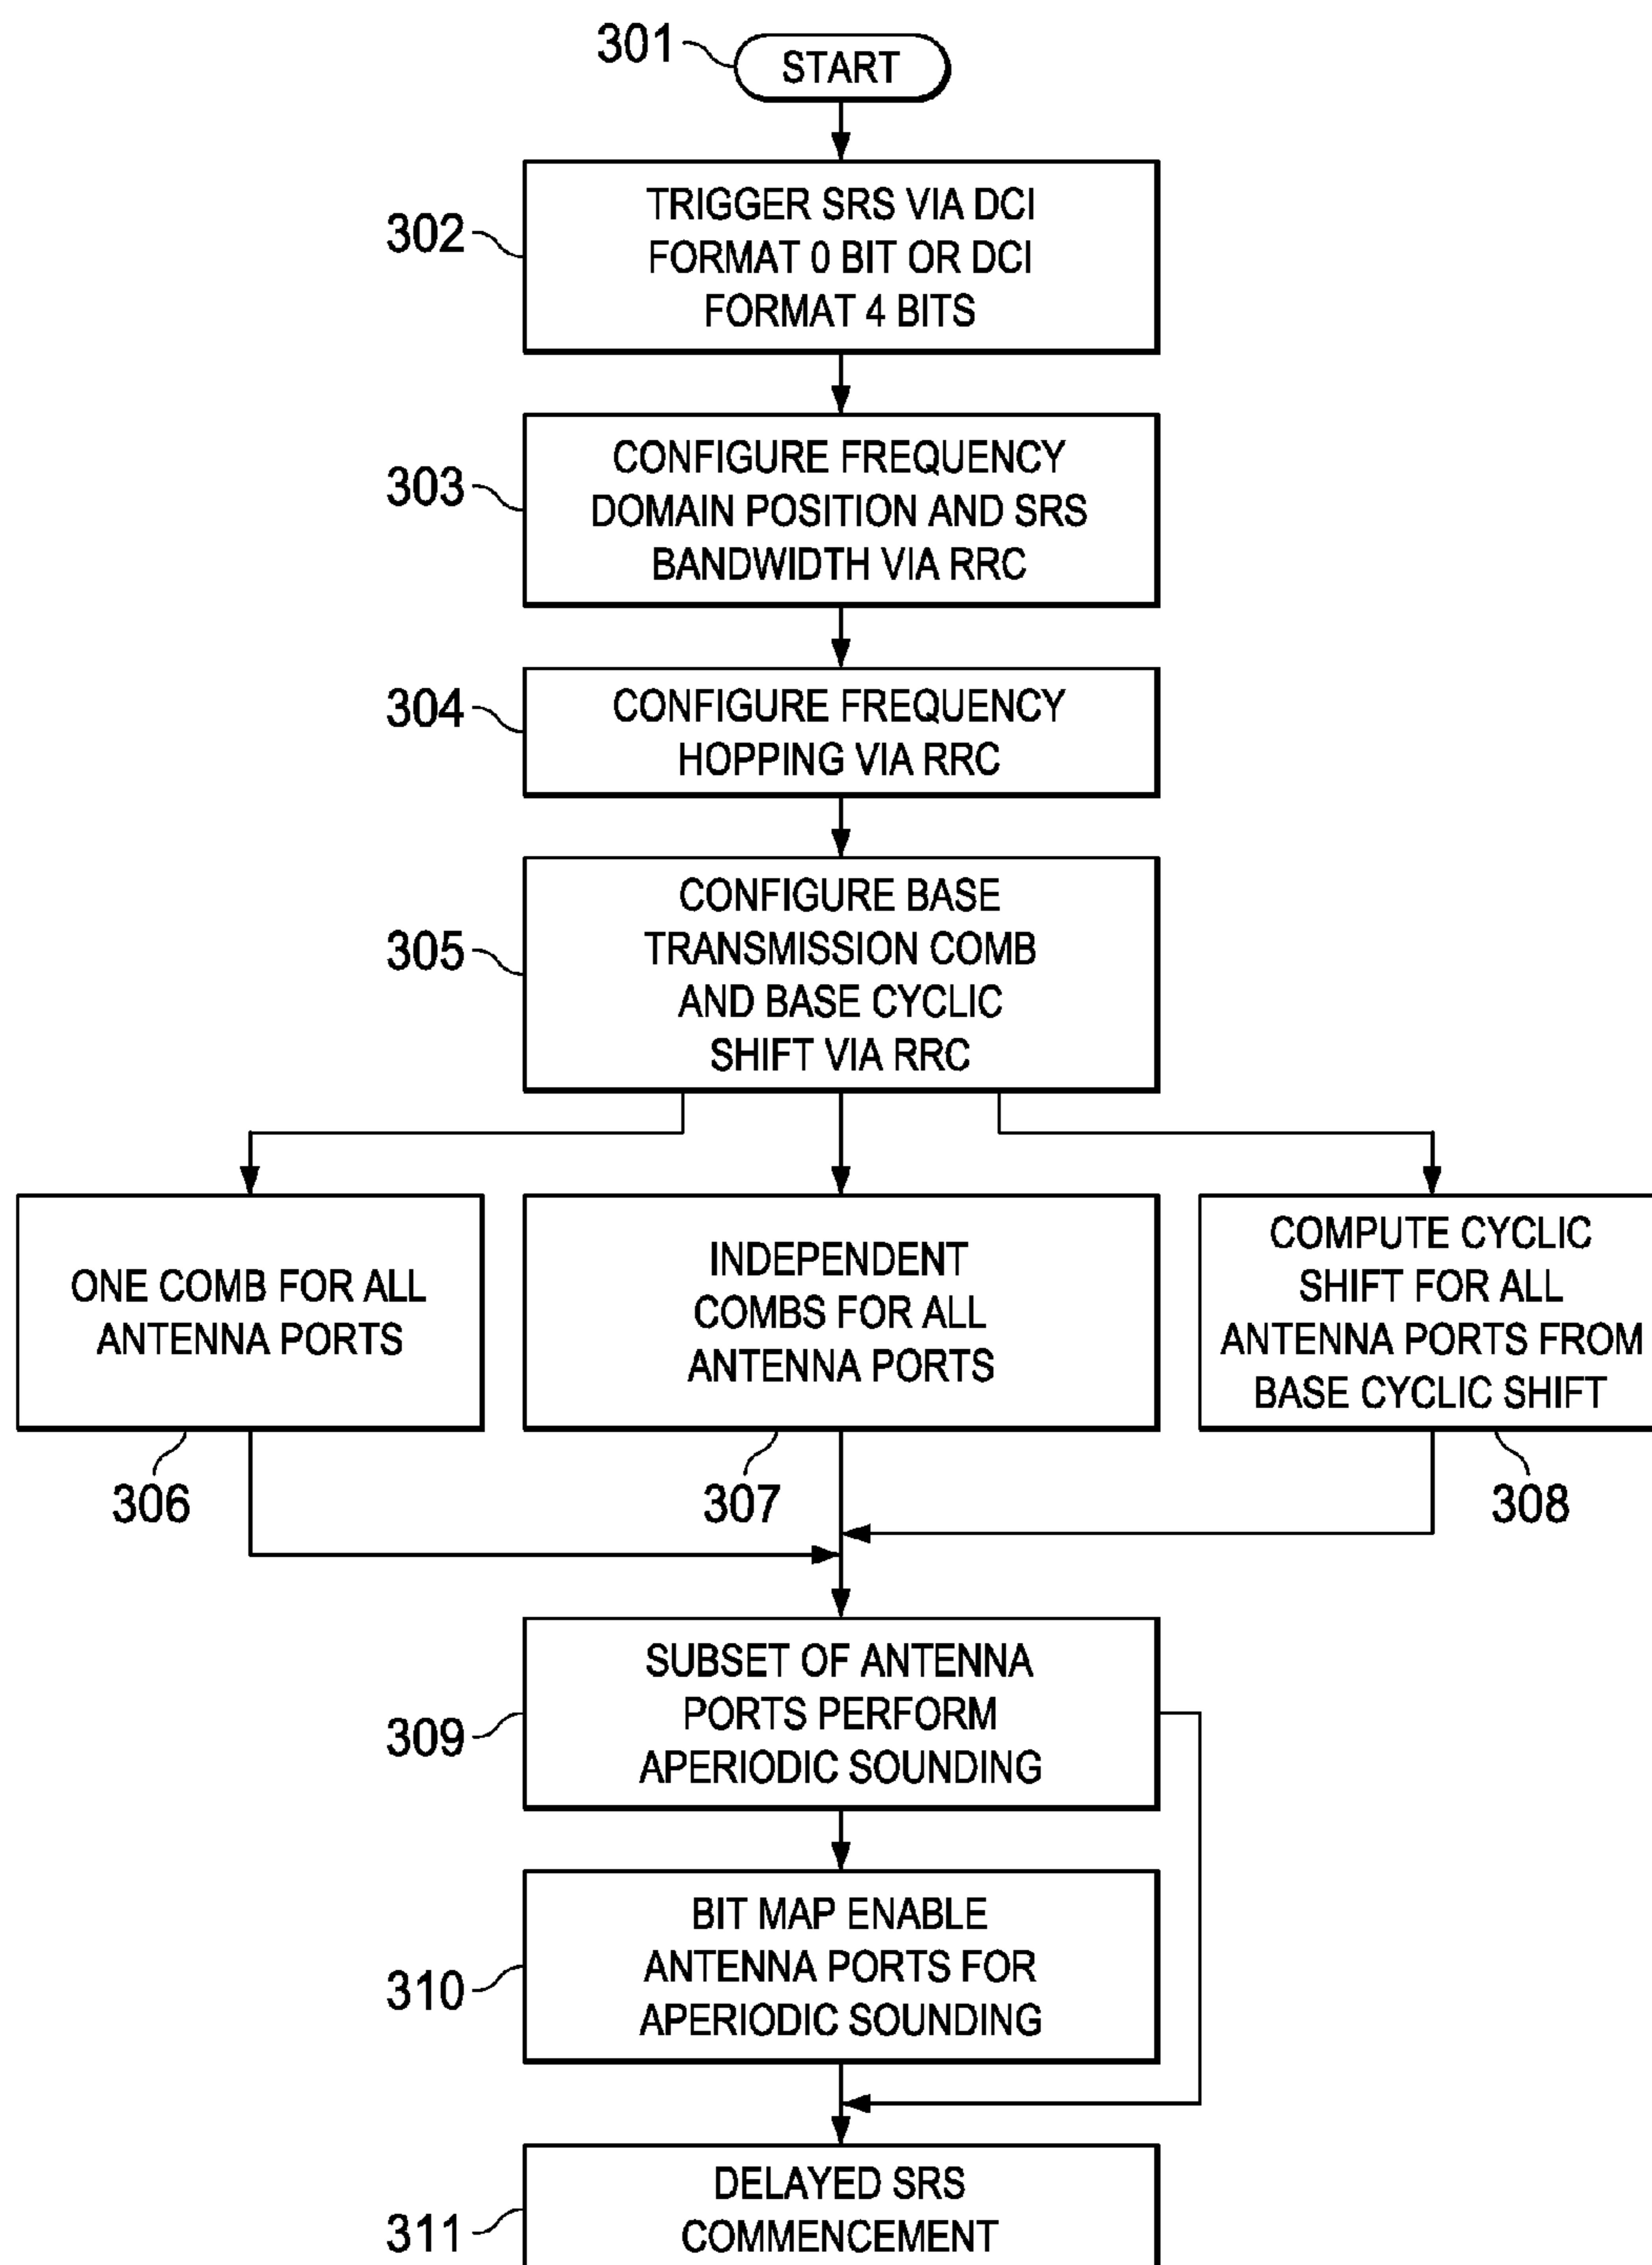 301
START
302
TRIGGER SRS VIA DCI
FORMAT 0 BIT OR DCI
FORMAT 4 BITS
303
CONFIGURE FREQUENCY
DOMAIN POSITION AND SRS
BANDWIDTH VIA RRC
304
CONFIGURE FREQUENCY
HOPPING VIA RRC
305
CONFIGURE BASE
TRANSMISSION COMB
AND BASE CYCLIC
SHIFT VIA RRC
ONE COMB FOR ALL
ANTENNA PORTS
306
INDEPENDENT
COMBS FOR ALL
ANTENNA PORTS
307
COMPUTE CYCLIC
SHIFT FOR ALL
ANTENNA PORTS FROM
BASE CYCLIC SHIFT
308
309
SUBSET OF ANTENNA
PORTS PERFORM
APERIODIC SOUNDING
310
BIT MAP ENABLE
ANTENNA PORTS FOR
APERIODIC SOUNDING
311
DELAYED SRS
COMMENCEMENT